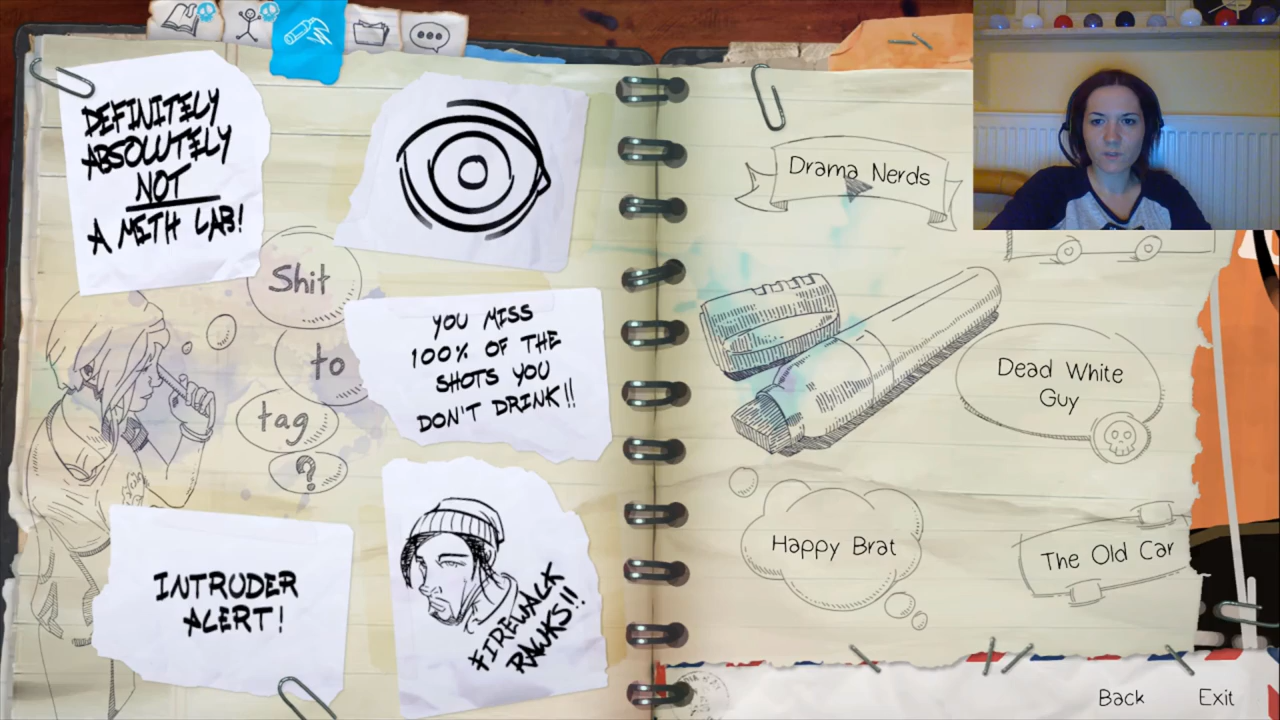 DEFINITELY
ABSOLUTELY
NOT
A METH LAB!
Shit
to
tag
?
YOU MISS
100% OF THE
SHOTS YOU
DON'T DRINK!!
INTRUDER
ALERT!
FIREWALK
RAWKS!!
Drama Nerds
Dead White
Guy
Happy Brat
The Old Car
Back
Exit